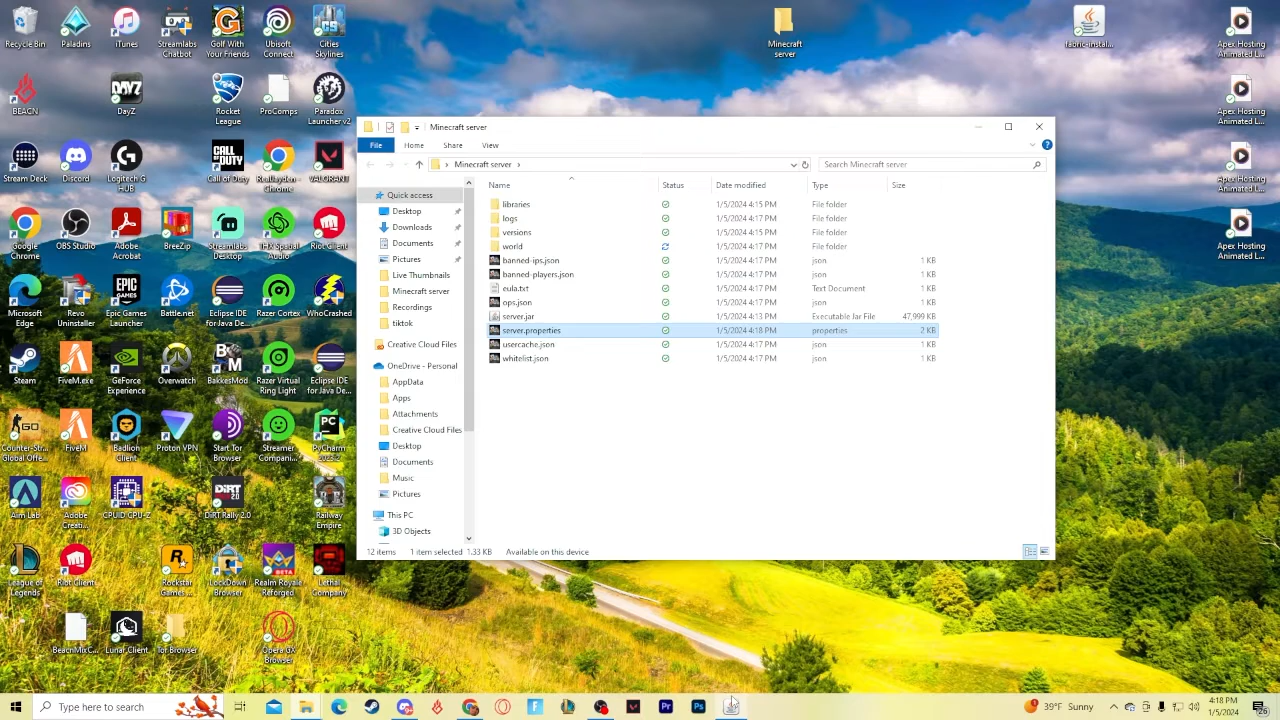 Recycle Bin
Paladins
iTunes
Streamlabs
Chatbot
Golf With
Your Friends
Ubisoft
Connect
Cities
Skylines
Minecraft
server
fabric-instal...
Apex Hosting
Animated L...
BEACN
DayZ
Rocket
League
ProComps
Paradox
Launcher v2
Apex Hosting
Animated L...
Stream Deck
Discord
Logitech G
HUB
CALL OF
DUTY
Call of Duty
VALORANT
Apex Hosting
Animated L...
Google
Chrome
OBS Studio
Adobe
Acrobat
BreeZip
Streamlabs
THX Spatial
Audio
Riot Client
Apex Hosting
Animated L...
Microsoft
Edge
Revo
Uninstaller
Epic Games
Launcher
Battle.net
Eclipse IDE
for Java De...
Razer Cortex
WhoCrashed
Steam
FiveM.exe
GeForce
Experience
Overwatch
BakkesMod
Razer Virtual
Ring Light
Eclipse IDE
for Java De...
Counter-Str...
Global Offe...
FiveM
Badlion
Client
Proton VPN
Start Tor
Browser
Streamer
Compani...
PyCharm
Aim Lab
Adobe
Creati...
CPUID CPU-Z
DiRT Rally 2.0
Railway
Empire
League of
Legends
Riot Client
Rockstar
Games ...
LockDown
Browser
Realm Royale
Reforged
Lethal
Company
BeacnMixC...
Lunar Client
Tor Browser
Opera GX
Browser
Minecraft server
File Home Share View
Minecraft server
Search Minecraft server
Name Status Date modified Type Size
Quick access
Desktop
Downloads
Documents
Pictures
Live Thumbnails
Minecraft server
Recordings
tiktok
Creative Cloud Files
OneDrive - Personal
AppData
Apps
Attachments
Creative Cloud Files
Desktop
Documents
Music
Pictures
This PC
3D Objects
libraries 1/5/2024 4:15 PM File folder
logs 1/5/2024 4:17 PM File folder
versions 1/5/2024 4:15 PM File folder
world 1/5/2024 4:17 PM File folder
banned-ips.json 1/5/2024 4:17 PM json 1 KB
banned-players.json 1/5/2024 4:17 PM json 1 KB
eula.txt 1/5/2024 4:17 PM Text Document 1 KB
ops.json 1/5/2024 4:17 PM json 1 KB
server.jar 1/5/2024 4:13 PM Executable Jar File 47,999 KB
server.properties 1/5/2024 4:18 PM properties 2 KB
usercache.json 1/5/2024 4:17 PM json 1 KB
whitelist.json 1/5/2024 4:17 PM json 1 KB
12 items 1 item selected 1.33 KB Available on this device
Type here to search
39°F Sunny
4:18 PM
1/5/2024